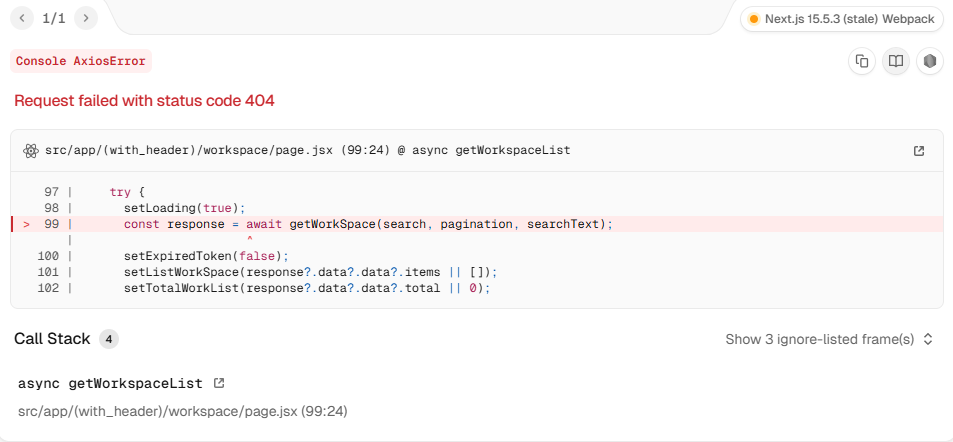 1/1
Next.js 15.5.3 (stale) Webpack
Console AxiosError
Request failed with status code 404
src/app/(with_header)/workspace/page.jsx (99:24) @ async getWorkspaceList
97 | try {
98 | setLoading(true);
> 99 | const response = await getWorkSpace(search, pagination, searchText);
| ^
100 | setExpiredToken(false);
101 | setListWorkSpace(response?.data?.data?.items || []);
102 | setTotalWorkList(response?.data?.data?.total || 0);
Call Stack 4
Show 3 ignore-listed frame(s)
async getWorkspaceList
src/app/(with_header)/workspace/page.jsx (99:24)